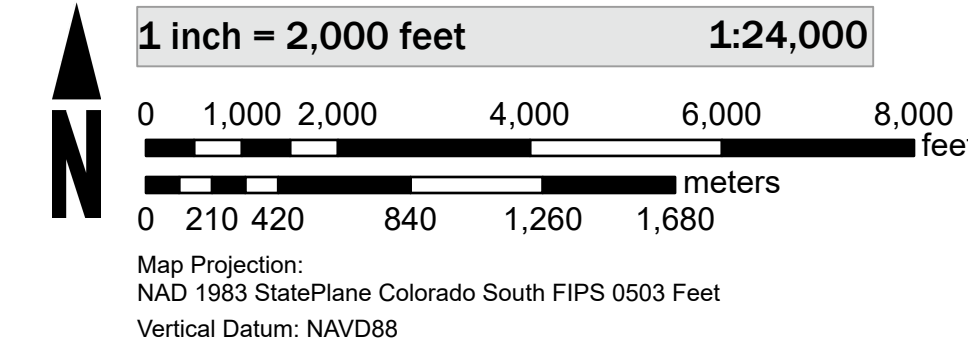 N
1 inch = 2,000 feet 1:24,000
0 1,000 2,000 4,000 6,000 8,000
feet
meters
0 210 420 840 1,260 1,680
Map Projection:
NAD 1983 StatePlane Colorado South FIPS 0503 Feet
Vertical Datum: NAVD88